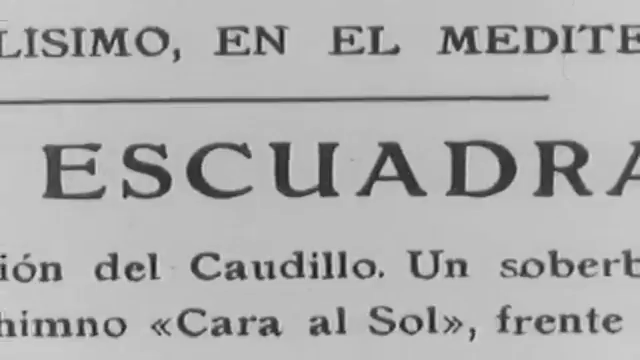 LISIMO, EN EL MEDITE
ESCUADRA
ión del Caudillo. Un soberb
himno «Cara al Sol», frente